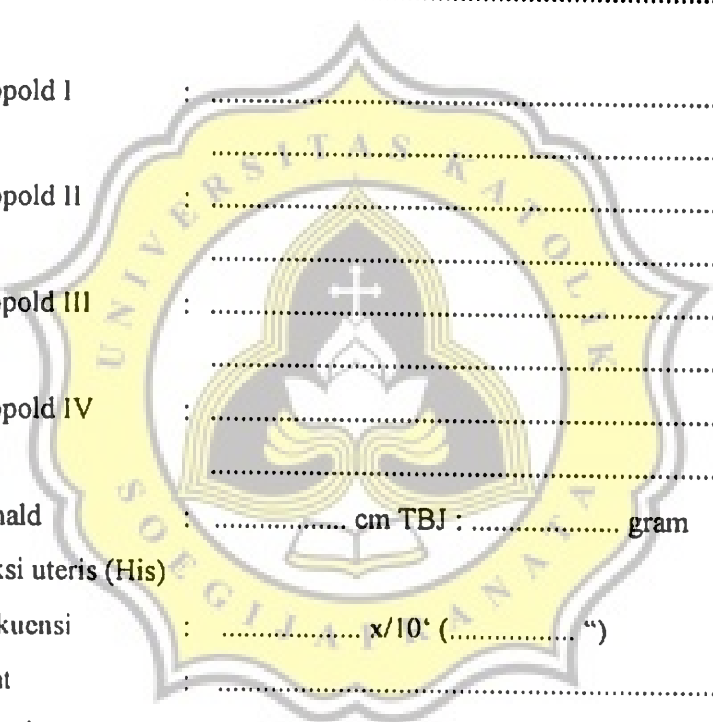 opold I : ........................
opold II : ........................
opold III : ........................
opold IV : ........................
nald : .................. cm TBJ : .................... gram
ksi uteris (His)
kuensi : ................... x/10‘ (................. “)
at : ........................
UNIVERSITAS KATOLIK
SOEGIJAPRANATA